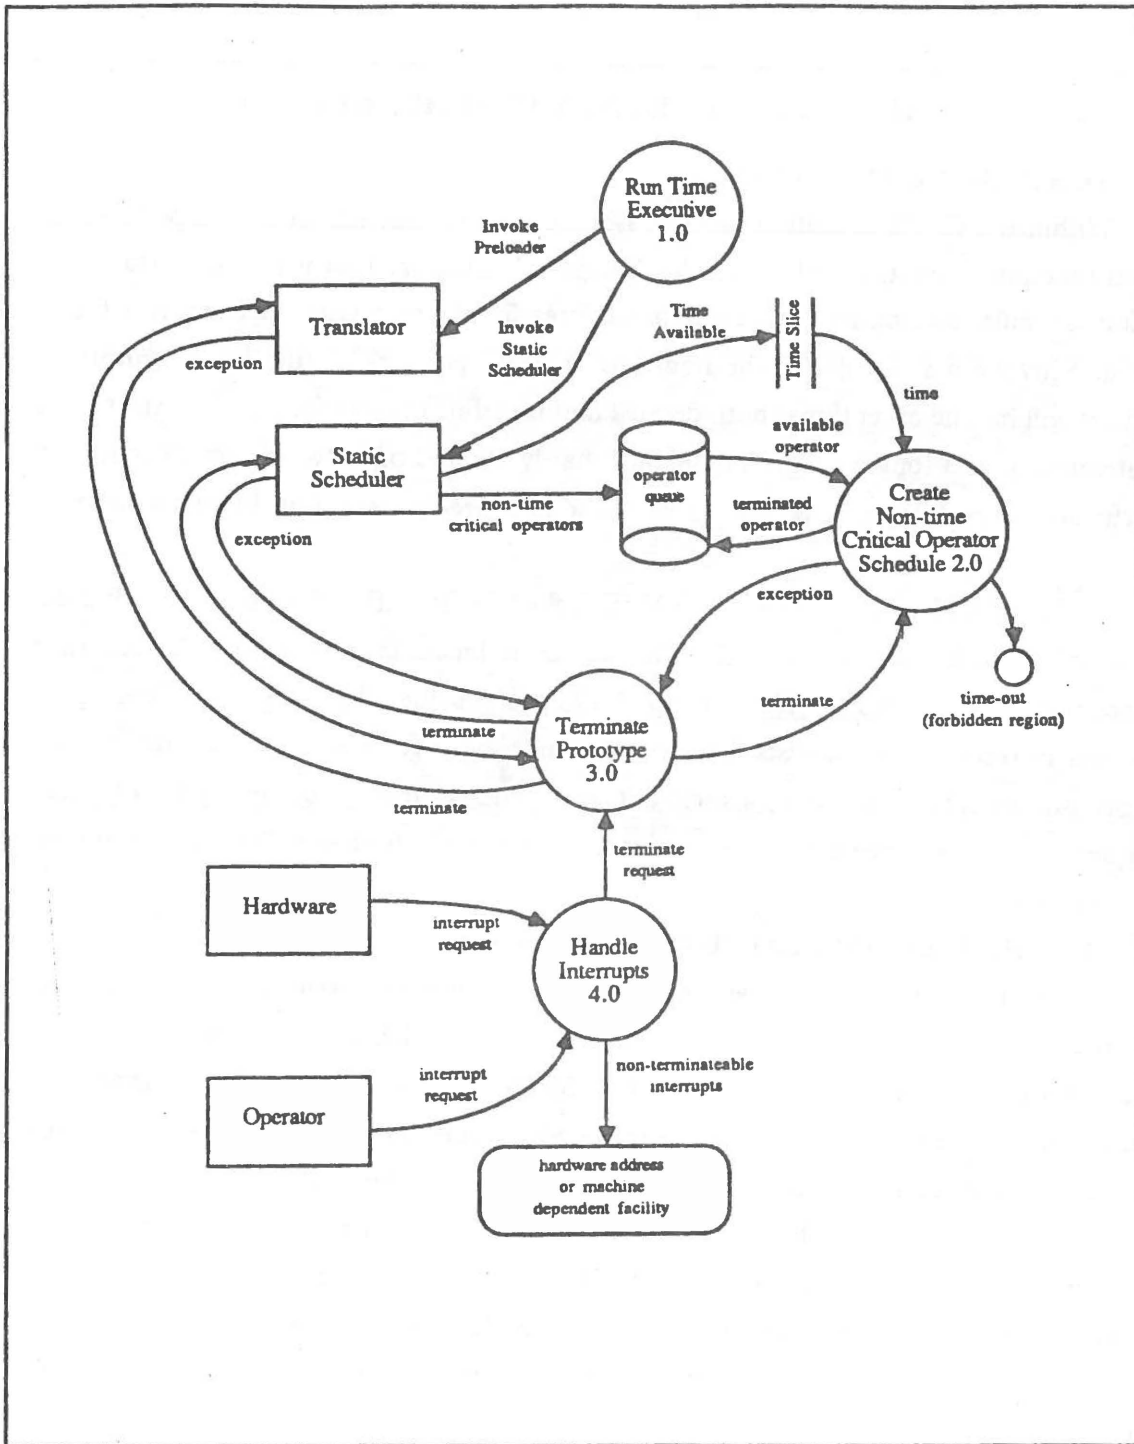 Run Time
Executive
1.0
Invoke
Preloader
Translator
Invoke
Static
Scheduler
Time
Available
Time Slice
exception
time
available
operator
Static
Scheduler
operator
queue
non-time
critical operators
terminated
operator
Create
Non-time
Critical Operator
Schedule 2.0
exception
exception
time-out
(forbidden region)
terminate
Terminate
Prototype
3.0
terminate
terminate
terminate
request
Hardware
interrupt
request
Handle
Interrupts
4.0
interrupt
request
non-terminateable
interrupts
Operator
hardware address
or machine
dependent facility